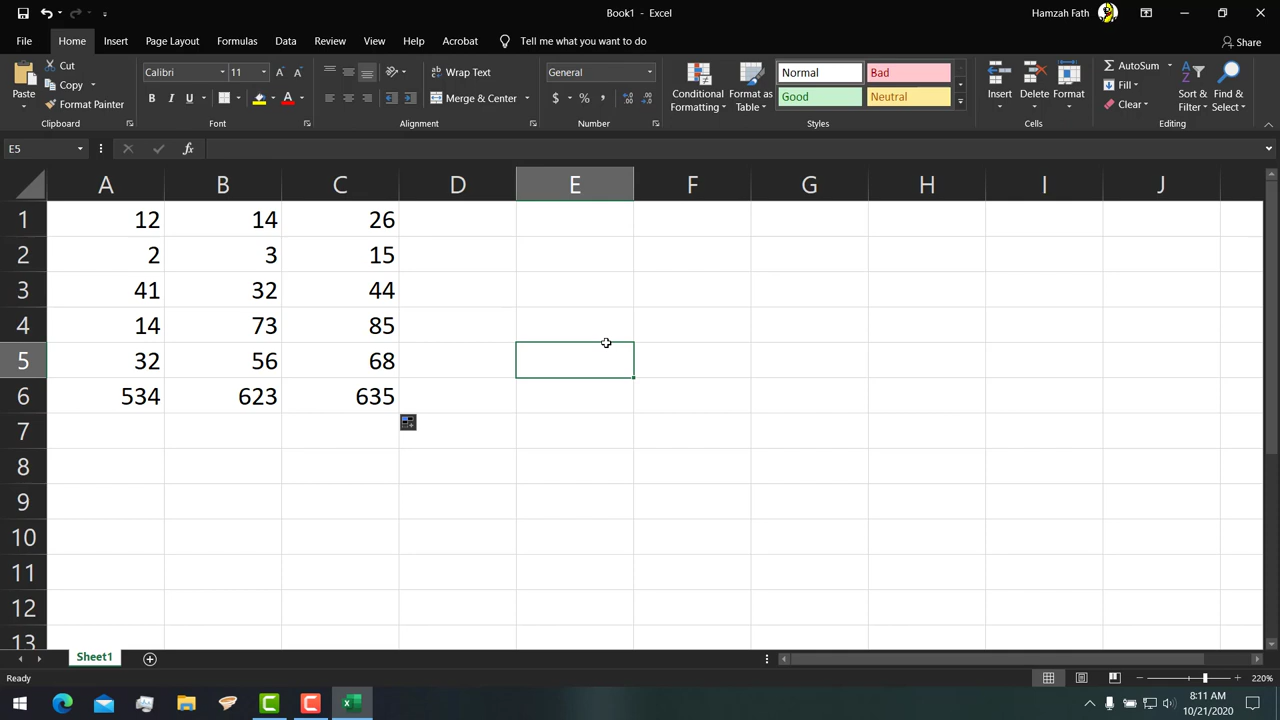 Book1 - Excel
Hamzah Fath
File Home Insert Page Layout Formulas Data Review View Help Acrobat Tell me what you want to do Share
Paste
Cut
Copy
Format Painter
Clipboard
Calibri 11
B I U A
Font
ab Wrap Text
Merge & Center
Alignment
General
$ % ,
Number
Conditional Formatting
Format as Table
Normal Bad
Good Neutral
Styles
Insert Delete Format
Cells
AutoSum
Fill
Clear
Sort & Filter
Find & Select
Editing
E5 fx
A B C D E F G H I J
1 12 14 26
2 2 3 15
3 41 32 44
4 14 73 85
5 32 56 68
6 534 623 635
7
8
9
10
11
12
13
Sheet1
Ready 220%
8:11 AM
10/21/2020